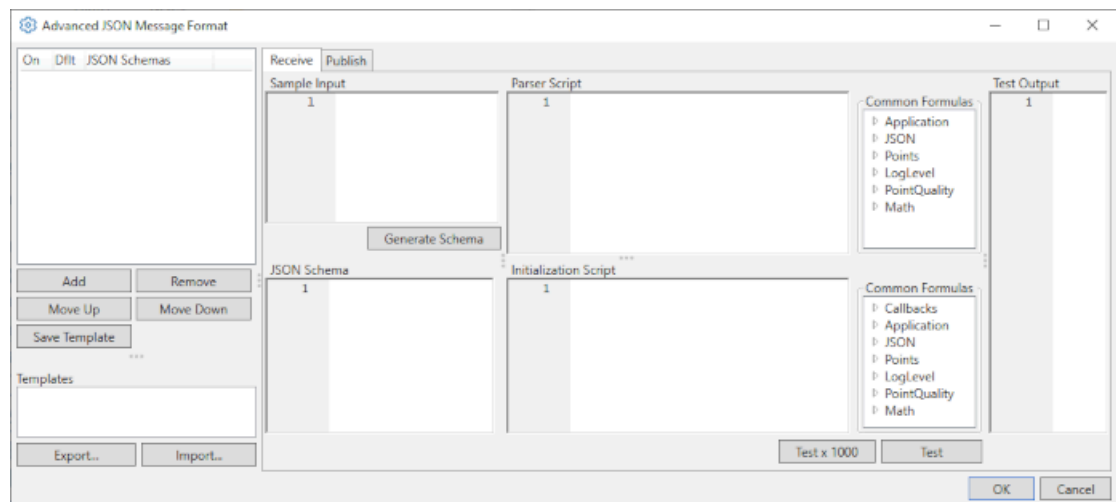 Advanced JSON Message Format
On Dflt JSON Schemas
Add Remove
Move Up Move Down
Save Template
Templates
Export... Import...
Receive Publish
Sample Input
1
Generate Schema
JSON Schema
1
Parser Script
1
Common Formulas
Application
JSON
Points
LogLevel
PointQuality
Math
Initialization Script
1
Common Formulas
Callbacks
Application
JSON
Points
LogLevel
PointQuality
Math
Test Output
1
Test x 1000 Test
OK Cancel